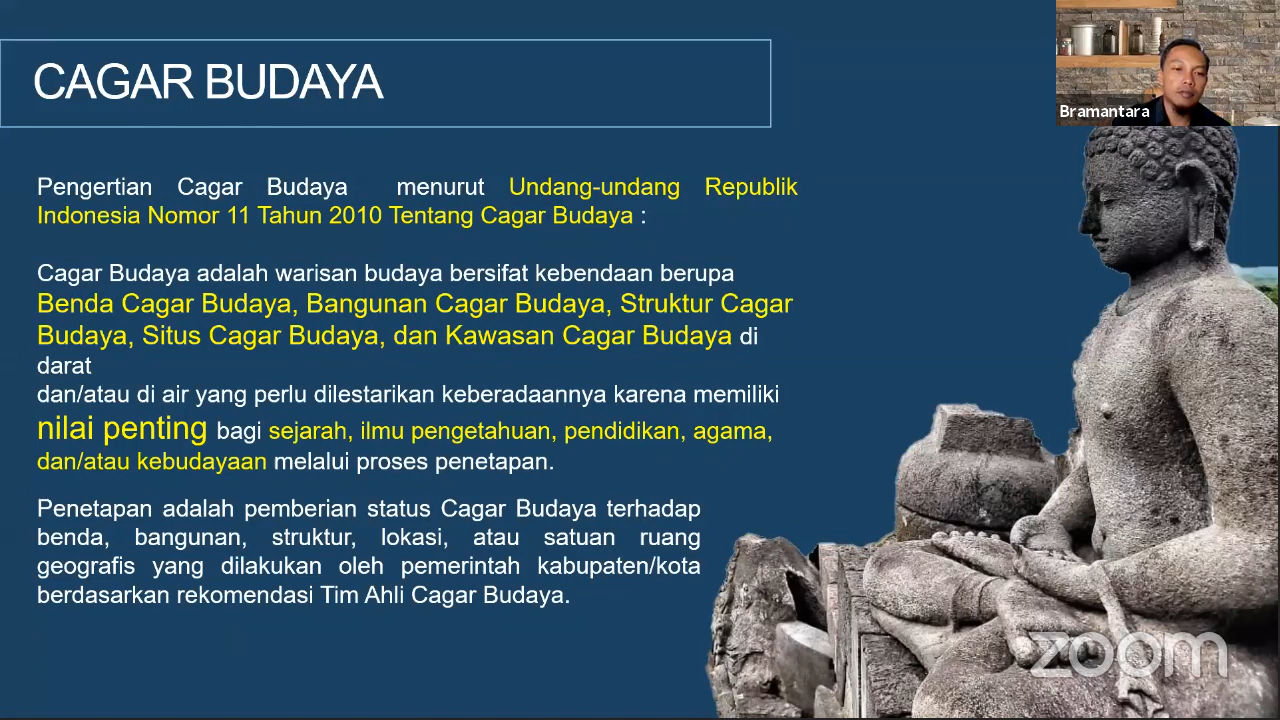 CAGAR BUDAYA
Bramantara
Pengertian Cagar Budaya menurut Undang-undang Republik
Indonesia Nomor 11 Tahun 2010 Tentang Cagar Budaya :
Cagar Budaya adalah warisan budaya bersifat kebendaan berupa
Benda Cagar Budaya, Bangunan Cagar Budaya, Struktur Cagar
Budaya, Situs Cagar Budaya, dan Kawasan Cagar Budaya di
darat
dan/atau di air yang perlu dilestarikan keberadaannya karena memiliki
nilai penting bagi sejarah, ilmu pengetahuan, pendidikan, agama,
dan/atau kebudayaan melalui proses penetapan.
Penetapan adalah pemberian status Cagar Budaya terhadap
benda, bangunan, struktur, lokasi, atau satuan ruang
geografis yang dilakukan oleh pemerintah kabupaten/kota
berdasarkan rekomendasi Tim Ahli Cagar Budaya.
zoom